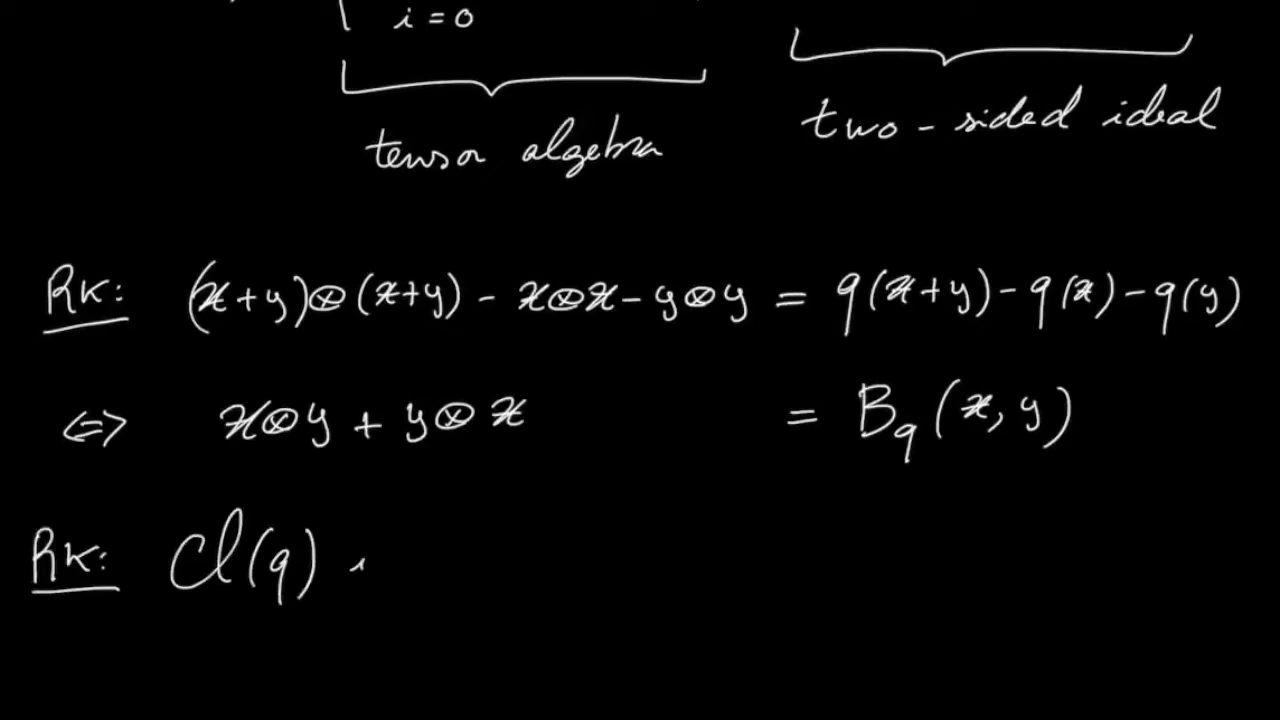 i = 0
tensor algebra
two-sided ideal
RK: (x+y)⊗(x+y) - x⊗x - y⊗y = q(x+y) - q(x) - q(y)
⇔ x⊗y + y⊗x = B_q(x, y)
RK: Cl(q)